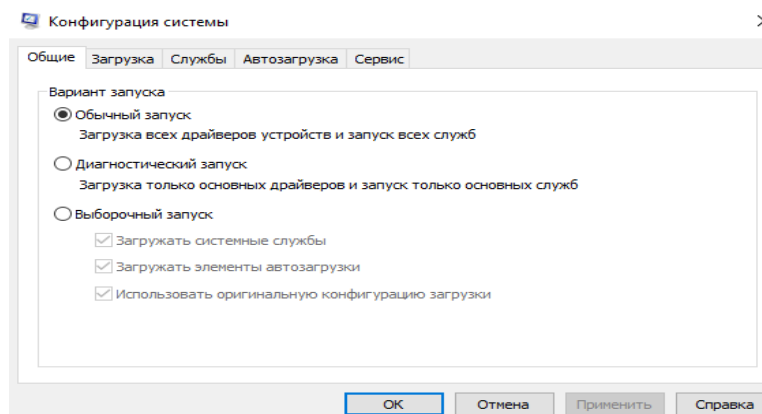 Конфигурация системы
Общие Загрузка Службы Автозагрузка Сервис
Вариант запуска
Обычный запуск
Загрузка всех драйверов устройств и запуск всех служб
Диагностический запуск
Загрузка только основных драйверов и запуск только основных служб
Выборочный запуск
Загружать системные службы
Загружать элементы автозагрузки
Использовать оригинальную конфигурацию загрузки
ОК Отмена Применить Справка